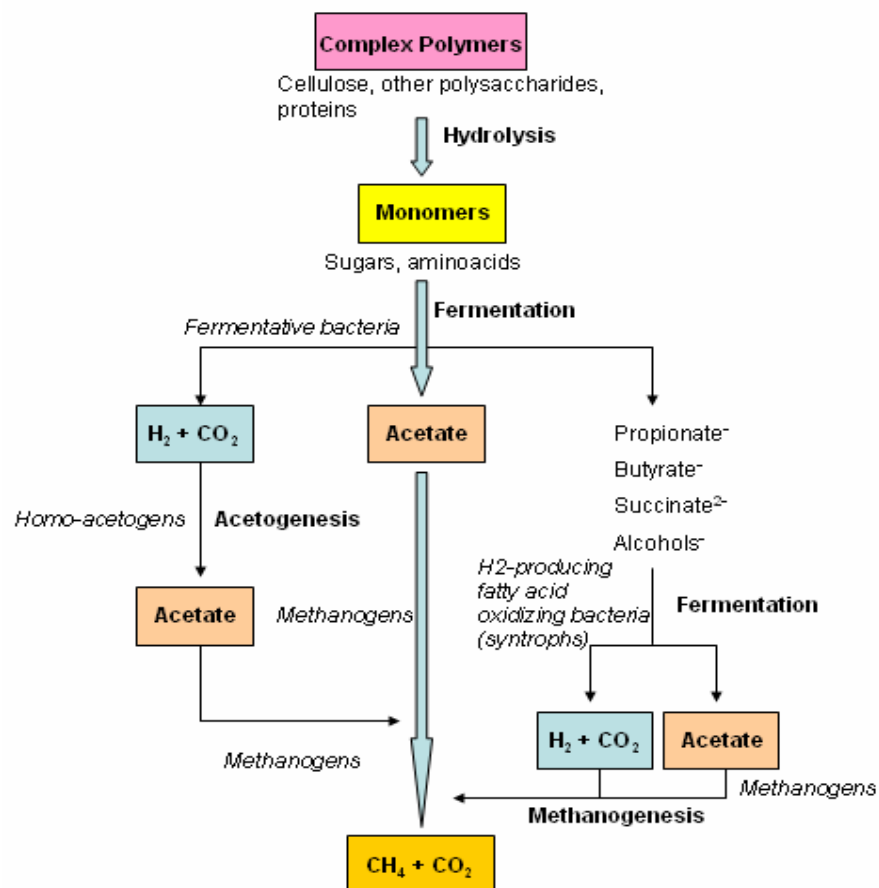 Complex Polymers
Cellulose, other polysaccharides,
proteins
Hydrolysis
Monomers
Sugars, aminoacids
Fermentation
Fermentative bacteria
H₂ + CO₂
Acetate
Propionate⁻
Butyrate⁻
Succinate²⁻
Alcohols⁻
Homo-acetogens
Acetogenesis
H2-producing
fatty acid
oxidizing bacteria
(syntrophs)
Fermentation
Acetate
Methanogens
H₂ + CO₂
Acetate
Methanogens
Methanogens
Methanogenesis
CH₄ + CO₂